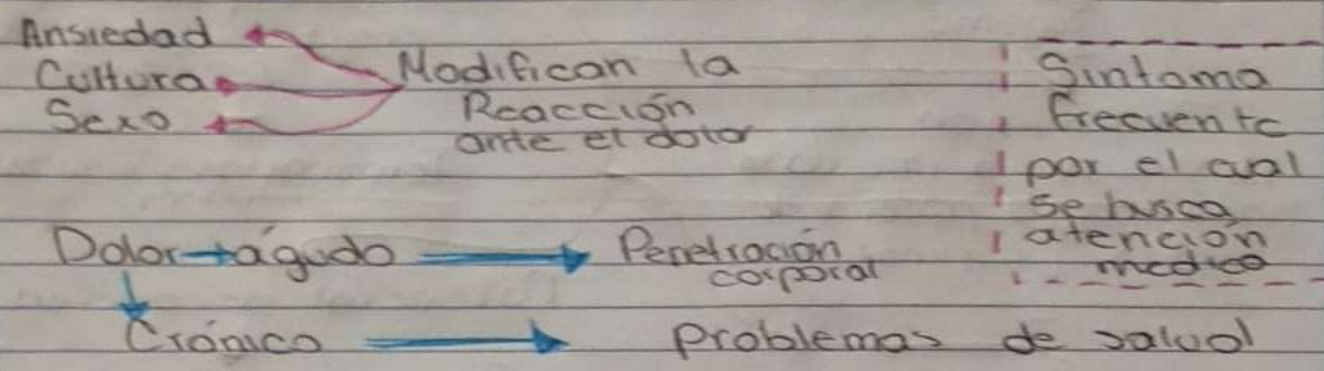 Ansiedad
Cultura
Sexo
Modifican la
Reacción
ante el dolor
Síntoma
frecuente
por el cual
se busca
atención
medica
Dolor agudo
Penetración
corporal
Crónico
problemas de salud